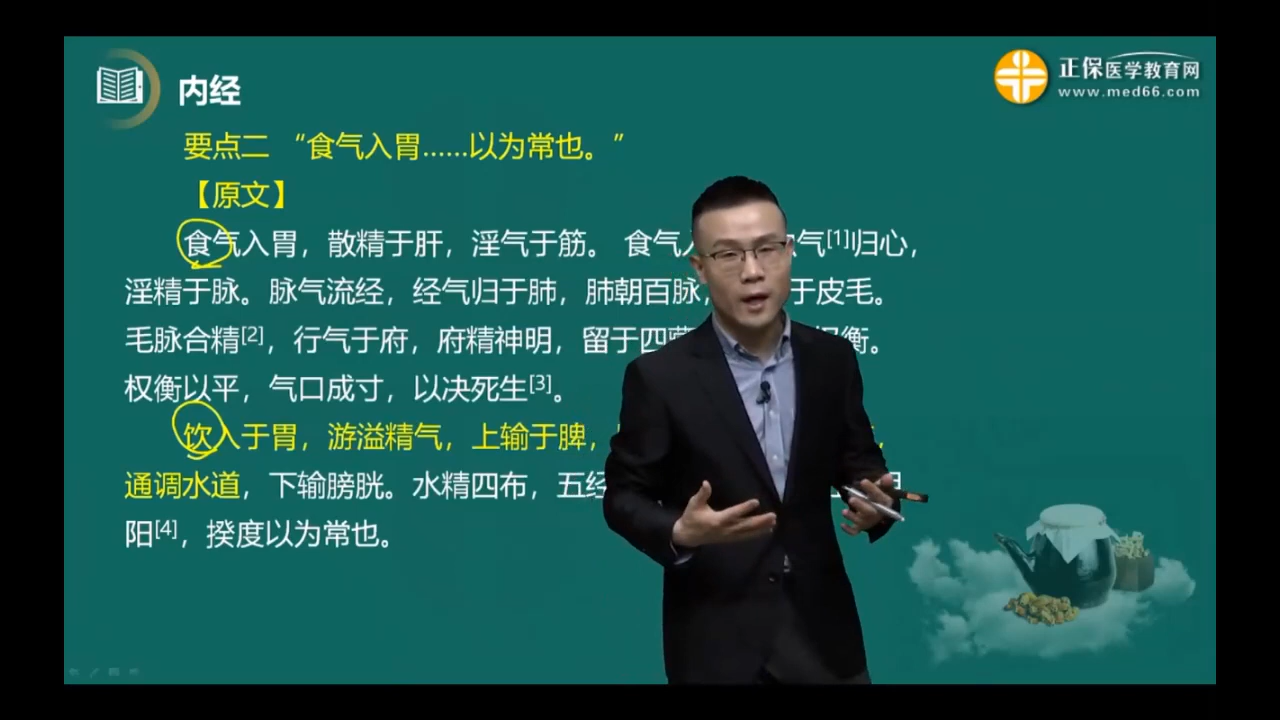 内经
正保医学教育网
www.med66.com
要点二 “食气入胃……以为常也。”
【原文】
食气入胃，散精于肝，淫气于筋。 食气 气[1]归心，
淫精于脉。脉气流经，经气归于肺，肺朝百脉， 于皮毛。
毛脉合精[2]，行气于府，府精神明，留于四 衡。
权衡以平，气口成寸，以决死生[3]。
饮入于胃，游溢精气，上输于脾，
通调水道，下输膀胱。水精四布，五
阳[4]，揆度以为常也。